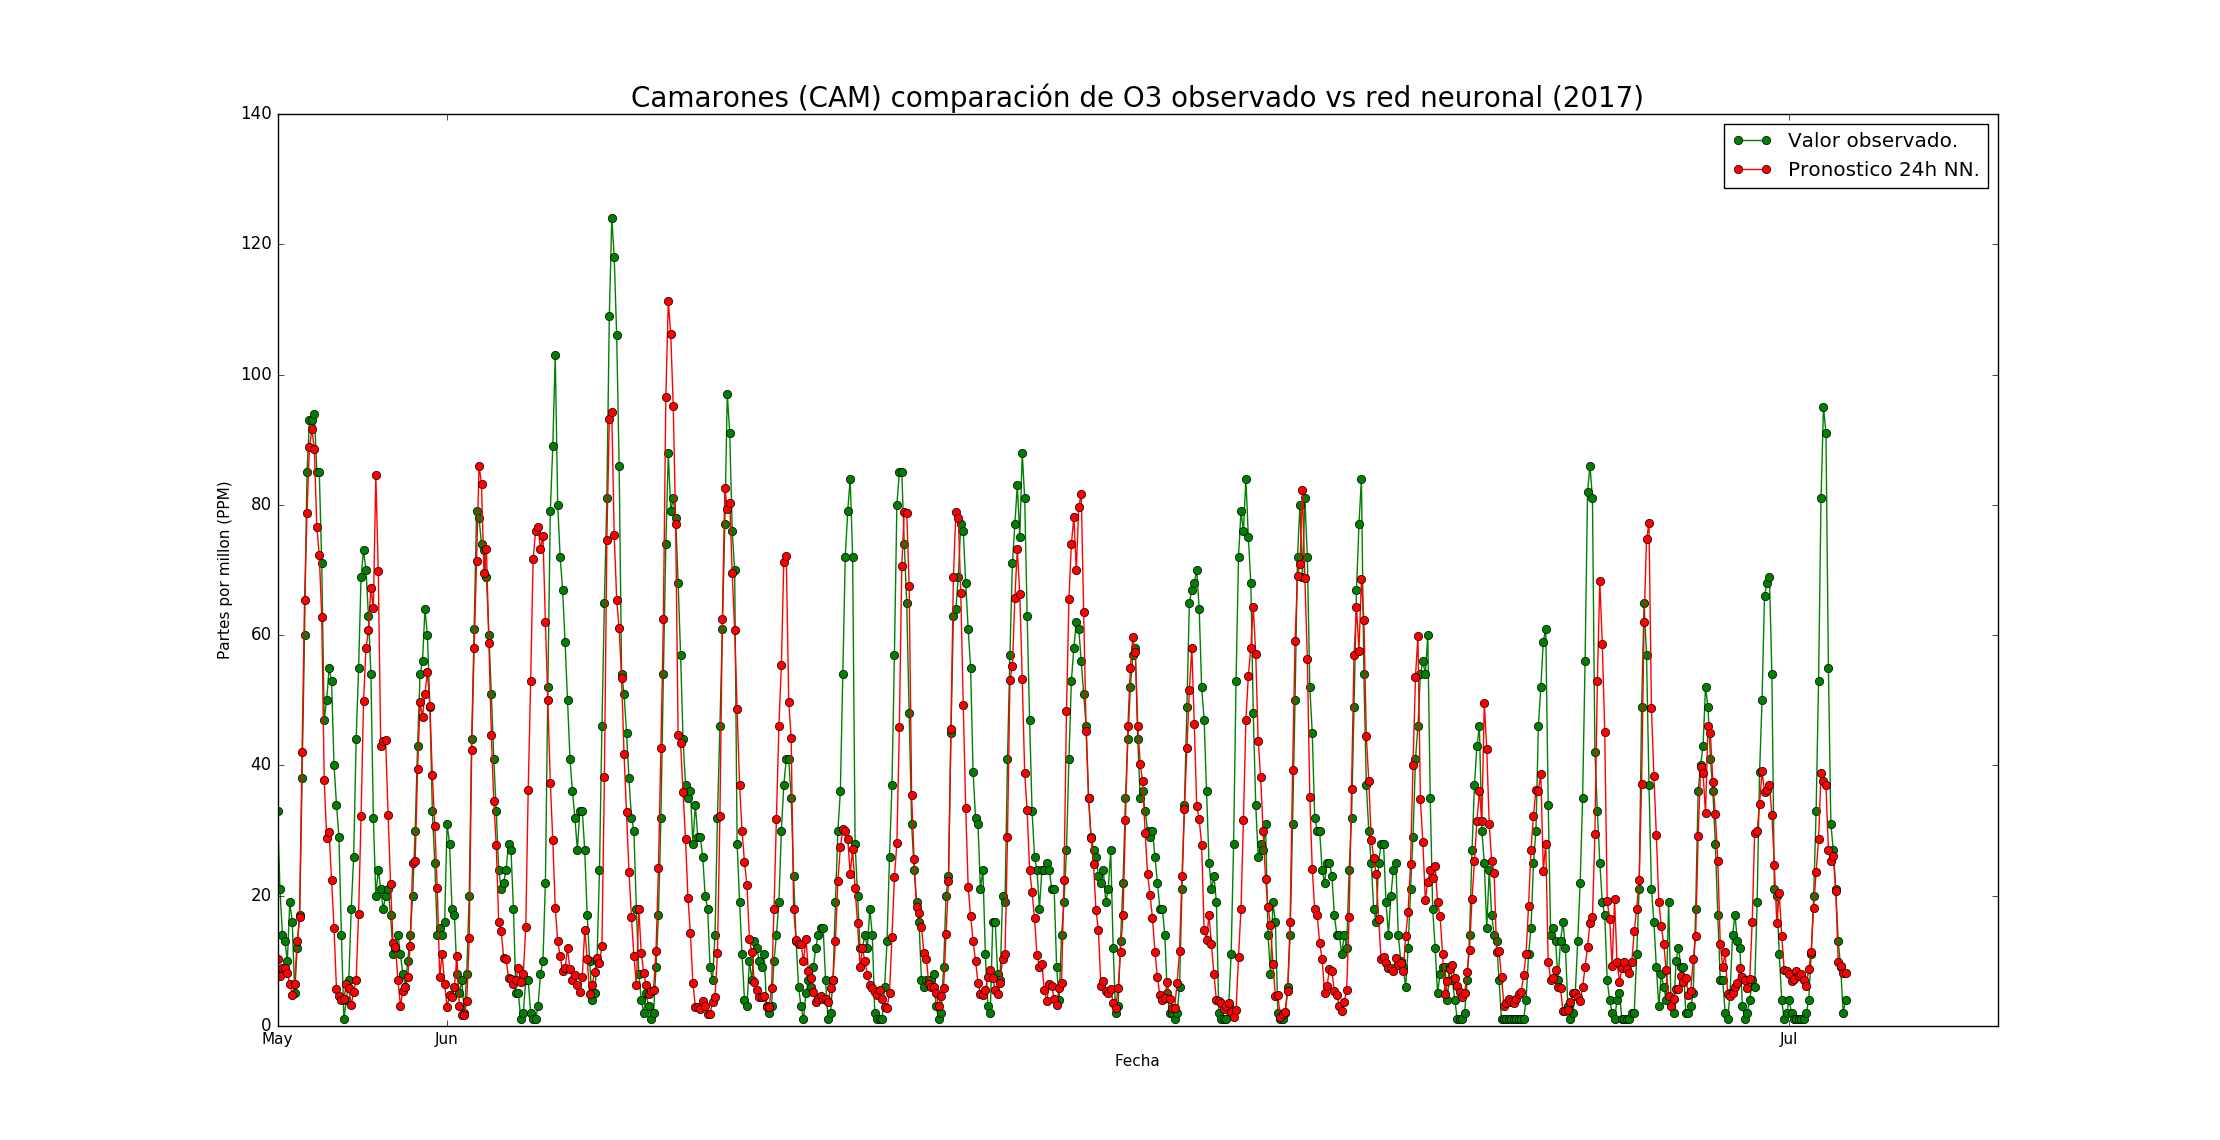 Camarones (CAM) comparación de O3 observado vs red neuronal (2017)
140
120
100
80
60
40
20
0
Partes por millon (PPM)
Valor observado.
Pronostico 24h NN.
May
Jun
Jul
Fecha